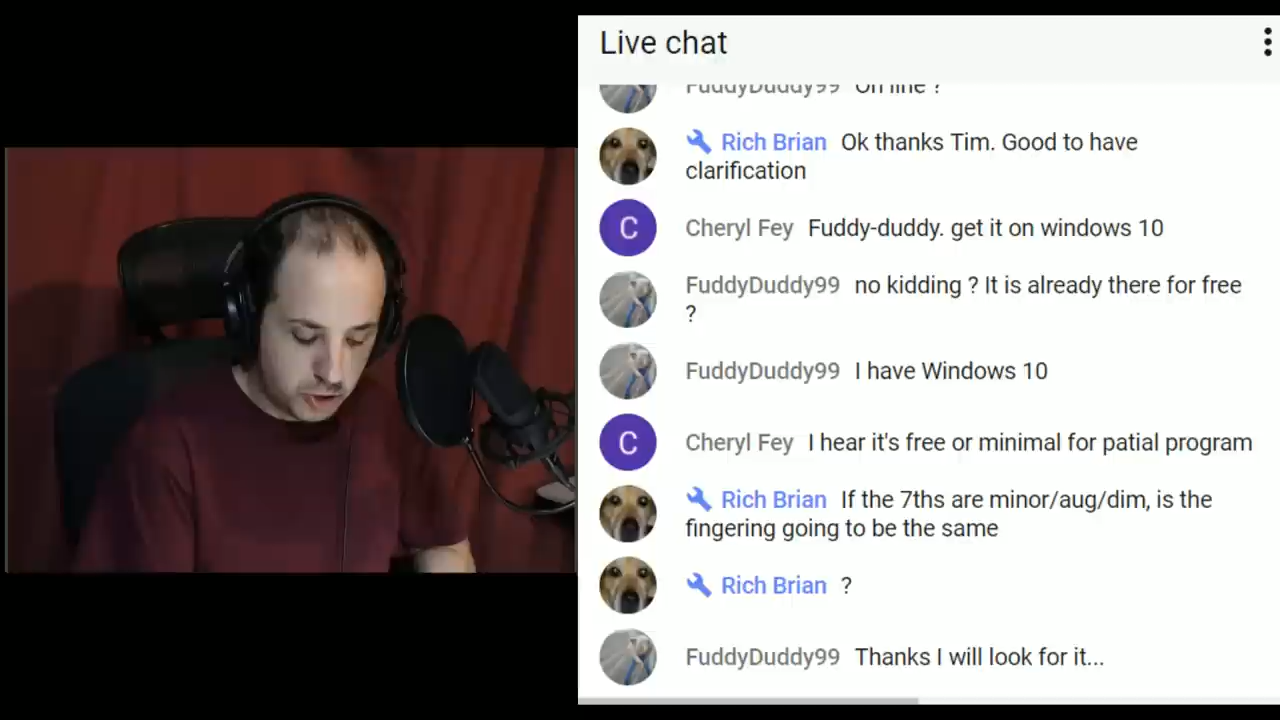 Live chat
FuddyDuddy99 On line ?
Rich Brian Ok thanks Tim. Good to have
clarification
C
Cheryl Fey Fuddy-duddy. get it on windows 10
FuddyDuddy99 no kidding ? It is already there for free
?
FuddyDuddy99 I have Windows 10
C
Cheryl Fey I hear it's free or minimal for patial program
Rich Brian If the 7ths are minor/aug/dim, is the
fingering going to be the same
Rich Brian ?
FuddyDuddy99 Thanks I will look for it...